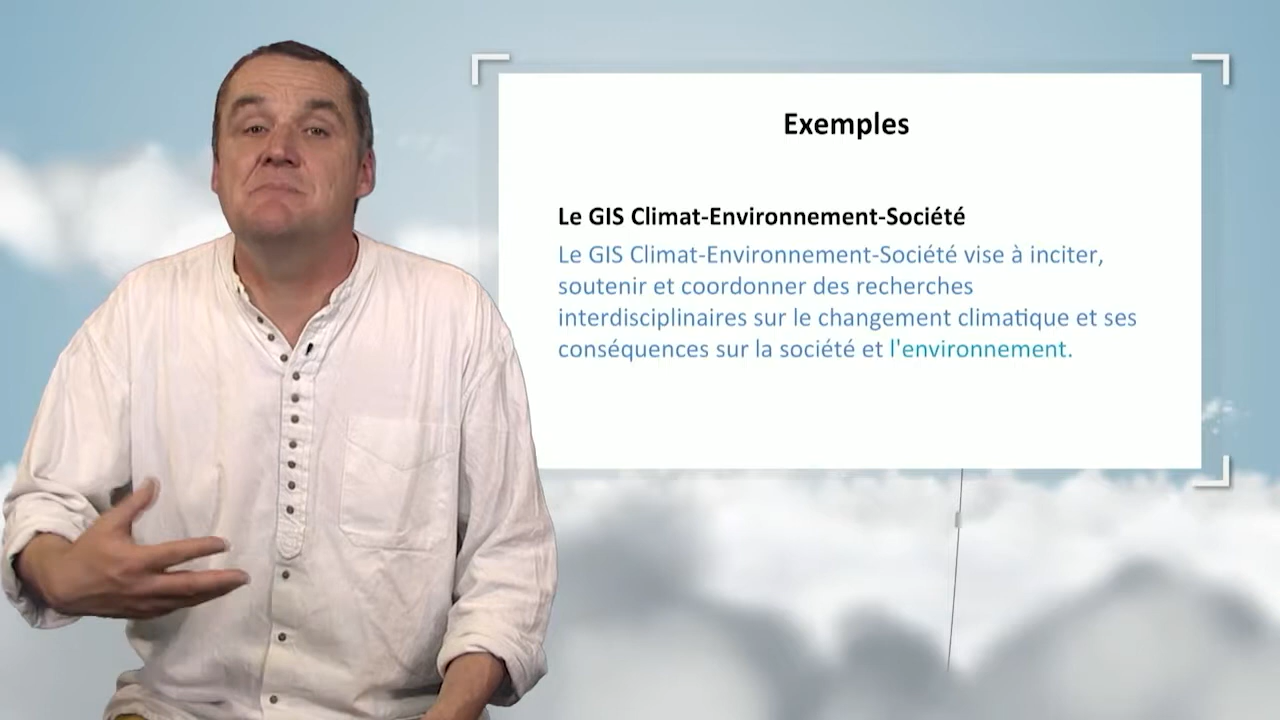 Exemples
Le GIS Climat-Environnement-Société
Le GIS Climat-Environnement-Société vise à inciter,
soutenir et coordonner des recherches
interdisciplinaires sur le changement climatique et ses
conséquences sur la société et l'environnement.